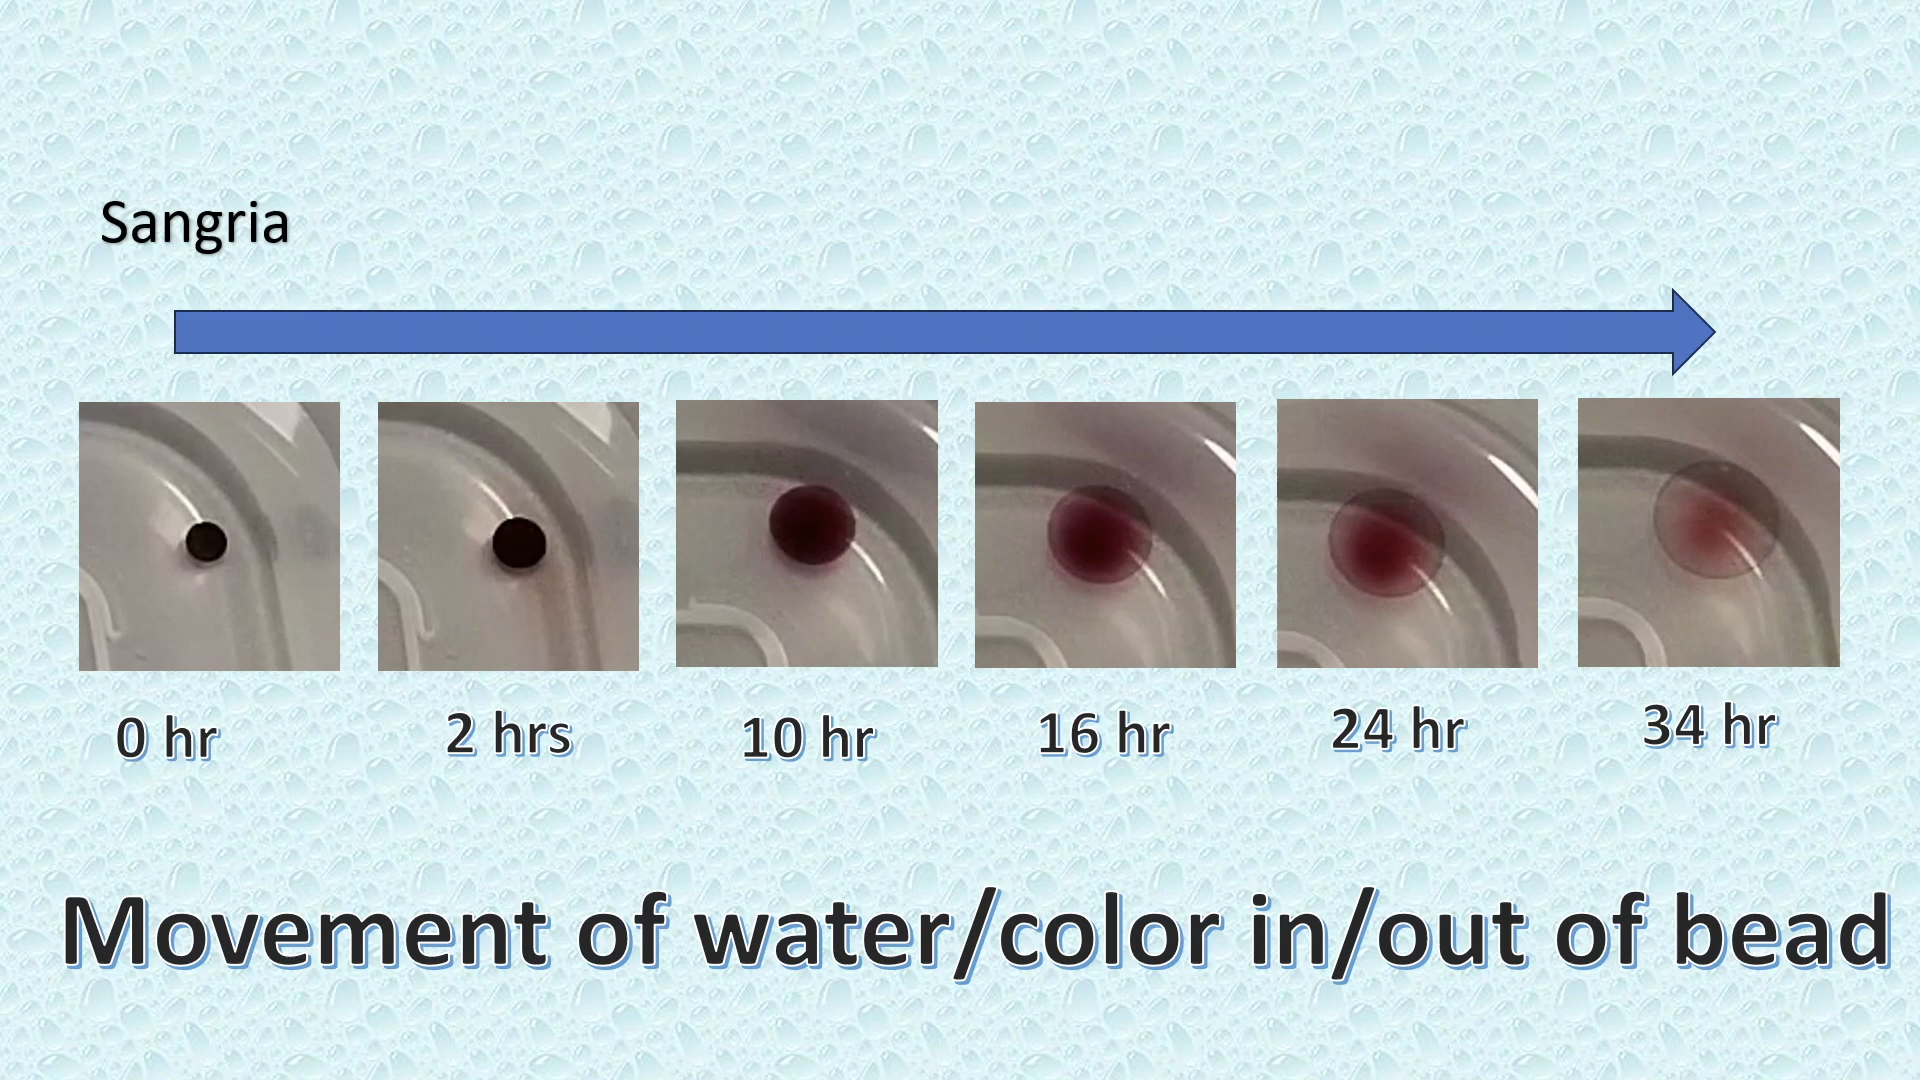 Sangria
0 hr
2 hrs
10 hr
16 hr
24 hr
34 hr
Movement of water/color in/out of bead